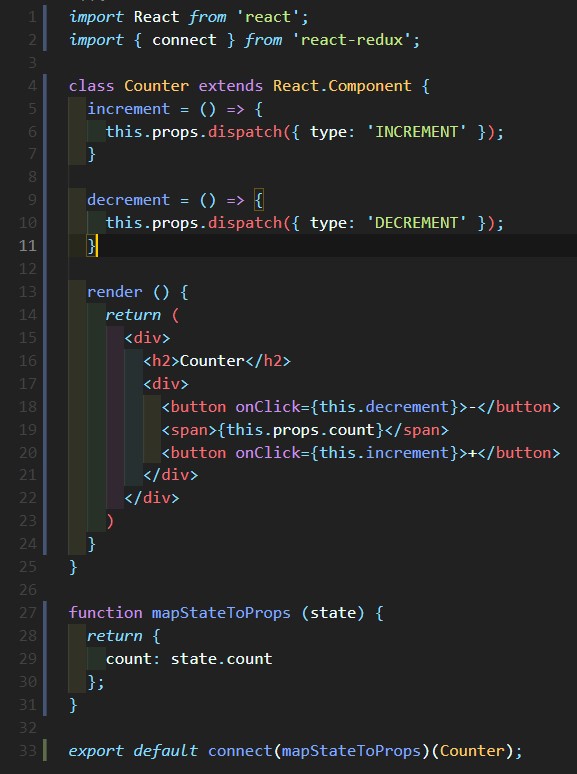 1 import React from 'react';
2 import { connect } from 'react-redux';
3
4 class Counter extends React.Component {
5   increment = () => {
6     this.props.dispatch({ type: 'INCREMENT' });
7   }
8
9   decrement = () => {
10     this.props.dispatch({ type: 'DECREMENT' });
11   }
12
13   render () {
14     return (
15       <div>
16         <h2>Counter</h2>
17         <div>
18           <button onClick={this.decrement}>-</button>
19           <span>{this.props.count}</span>
20           <button onClick={this.increment}>+</button>
21         </div>
22       </div>
23     )
24   }
25 }
26
27 function mapStateToProps (state) {
28   return {
29     count: state.count
30   };
31 }
32
33 export default connect(mapStateToProps)(Counter);